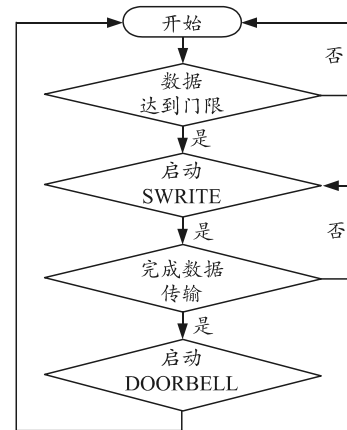 开始
否
数据
达到门限
是
启动
SWRITE
是
否
完成数据
传输
是
启动
DOORBELL